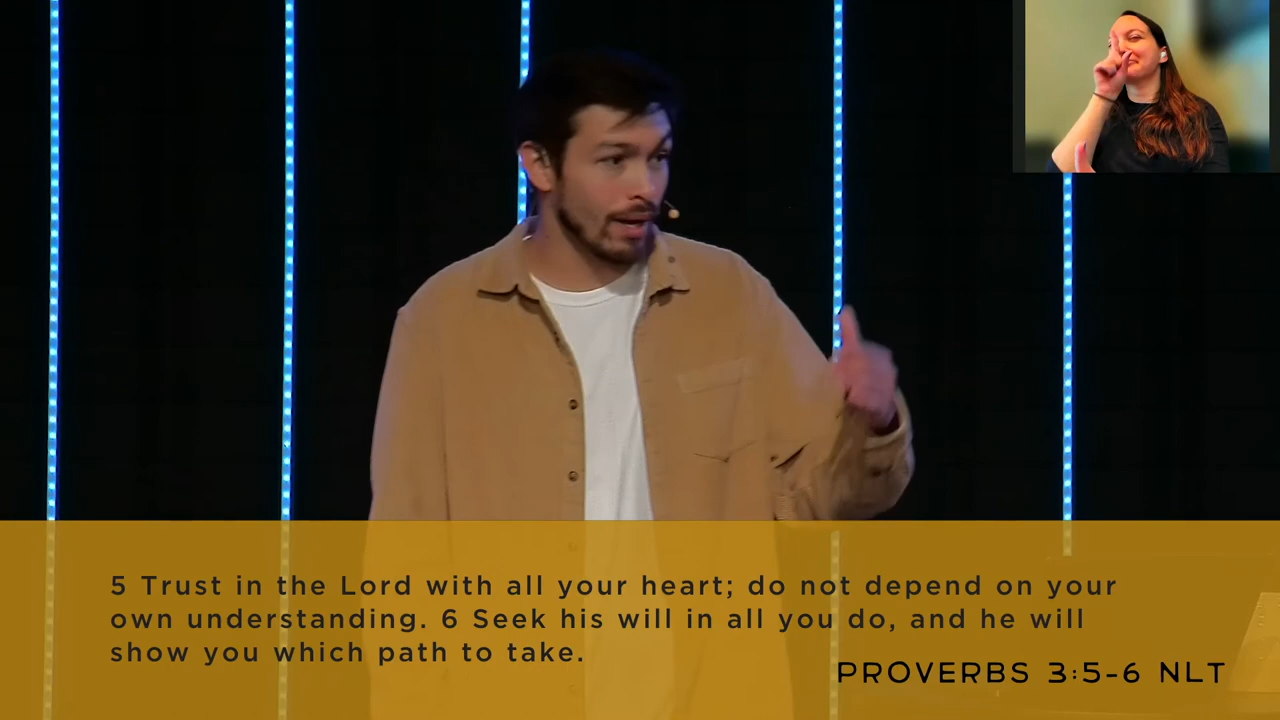 5 Trust in the Lord with all your heart; do not depend on your
own understanding. 6 Seek his will in all you do, and he will
show you which path to take.
PROVERBS 3:5-6 NLT